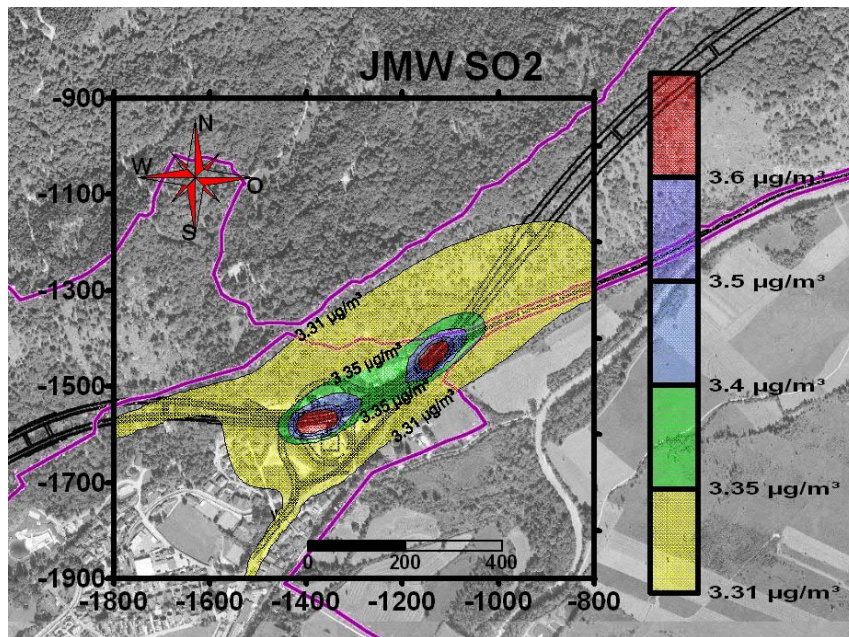 JMW SO2
-900
N
W
O
S
-1100
3.6 µg/m³
3.5 µg/m³
-1300
3.31 µg/m³
3.35 µg/m³
3.4 µg/m³
-1500
3.35 µg/m³
3.31 µg/m³
3.35 µg/m³
-1700
0 200 400
-1900
3.31 µg/m³
-1800 -1600 -1400 -1200 -1000 -800